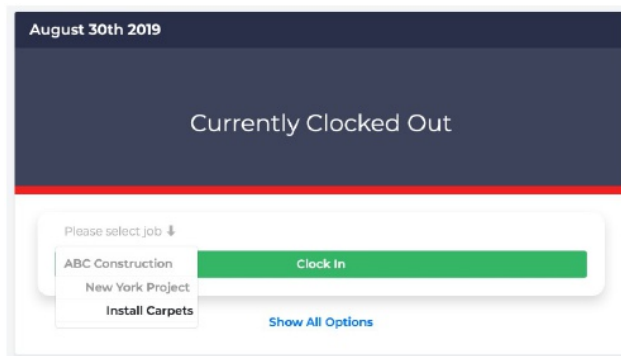 August 30th 2019
Currently Clocked Out
Please select job
Clock In
ABC Construction
New York Project
Install Carpets
Show All Options